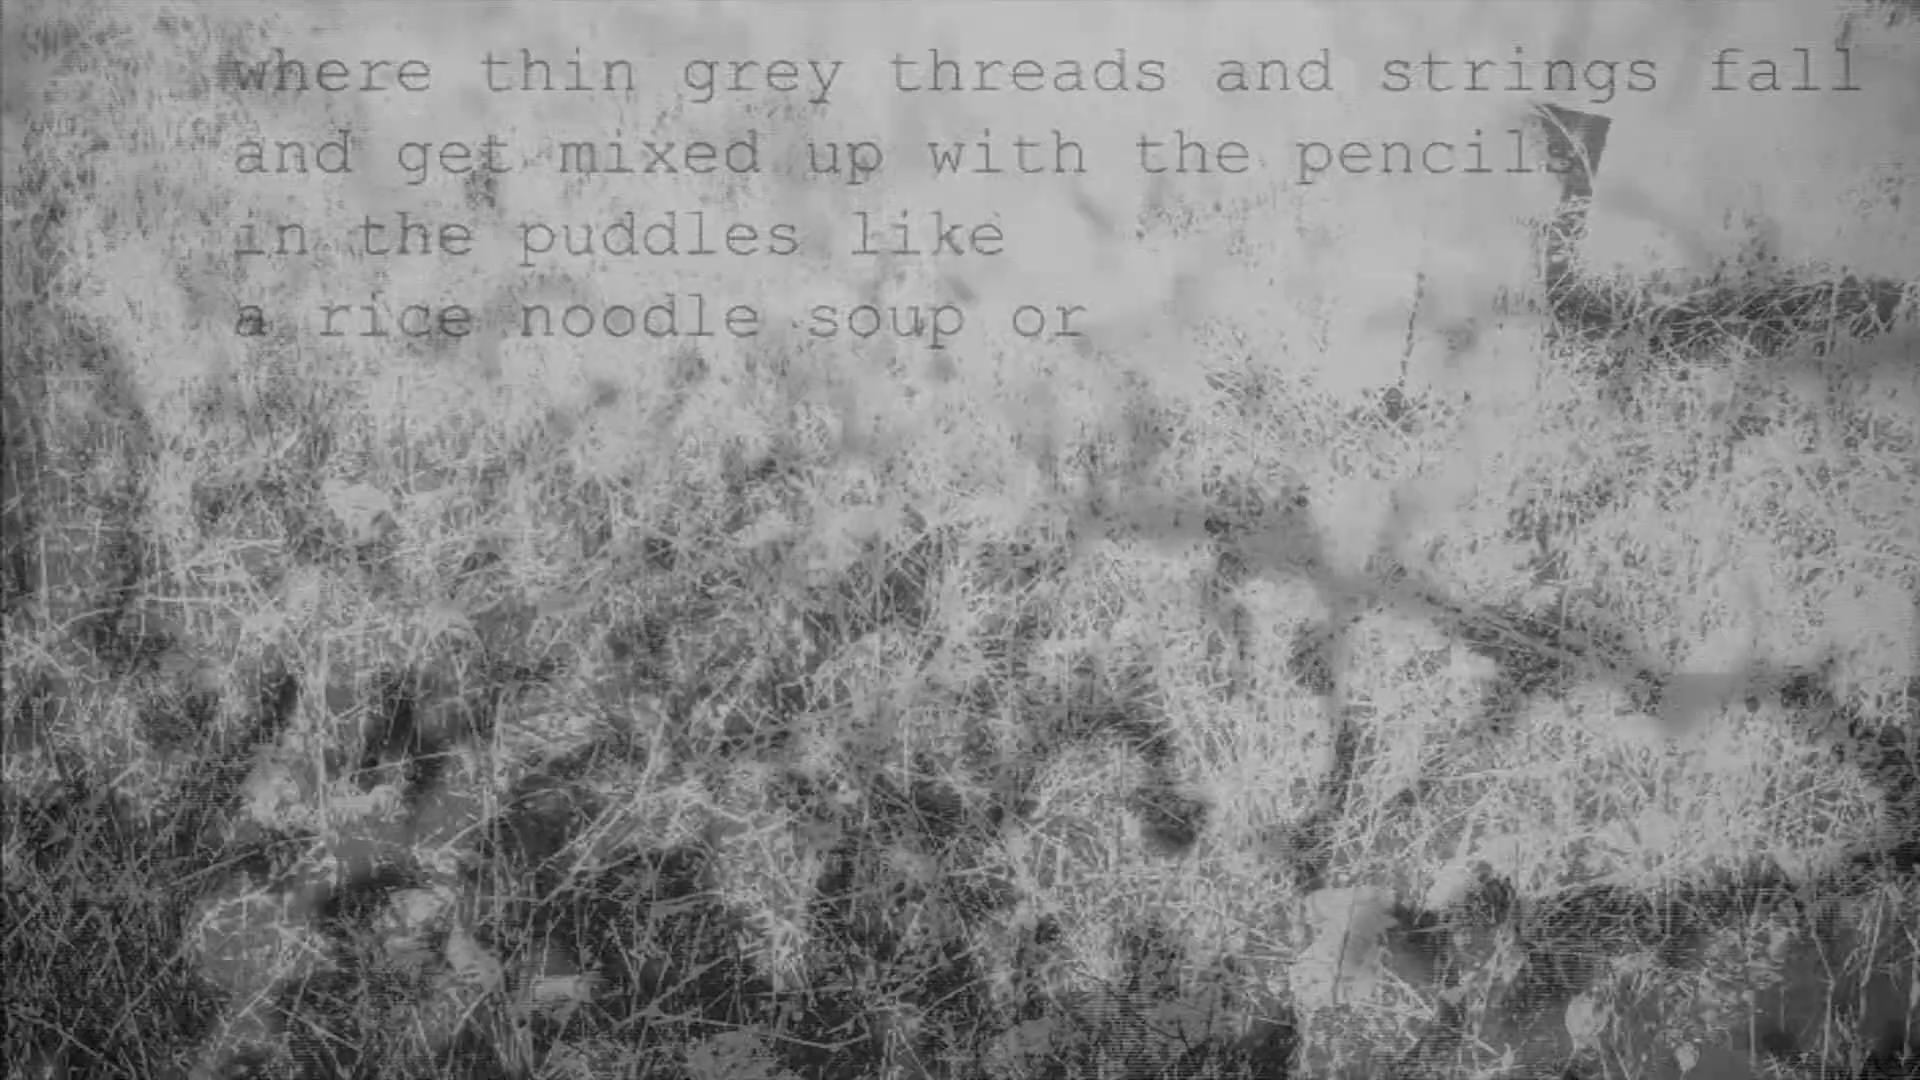 where thin grey threads and strings fall
and get mixed up with the pencils
in the puddles like
a rice noodle soup or